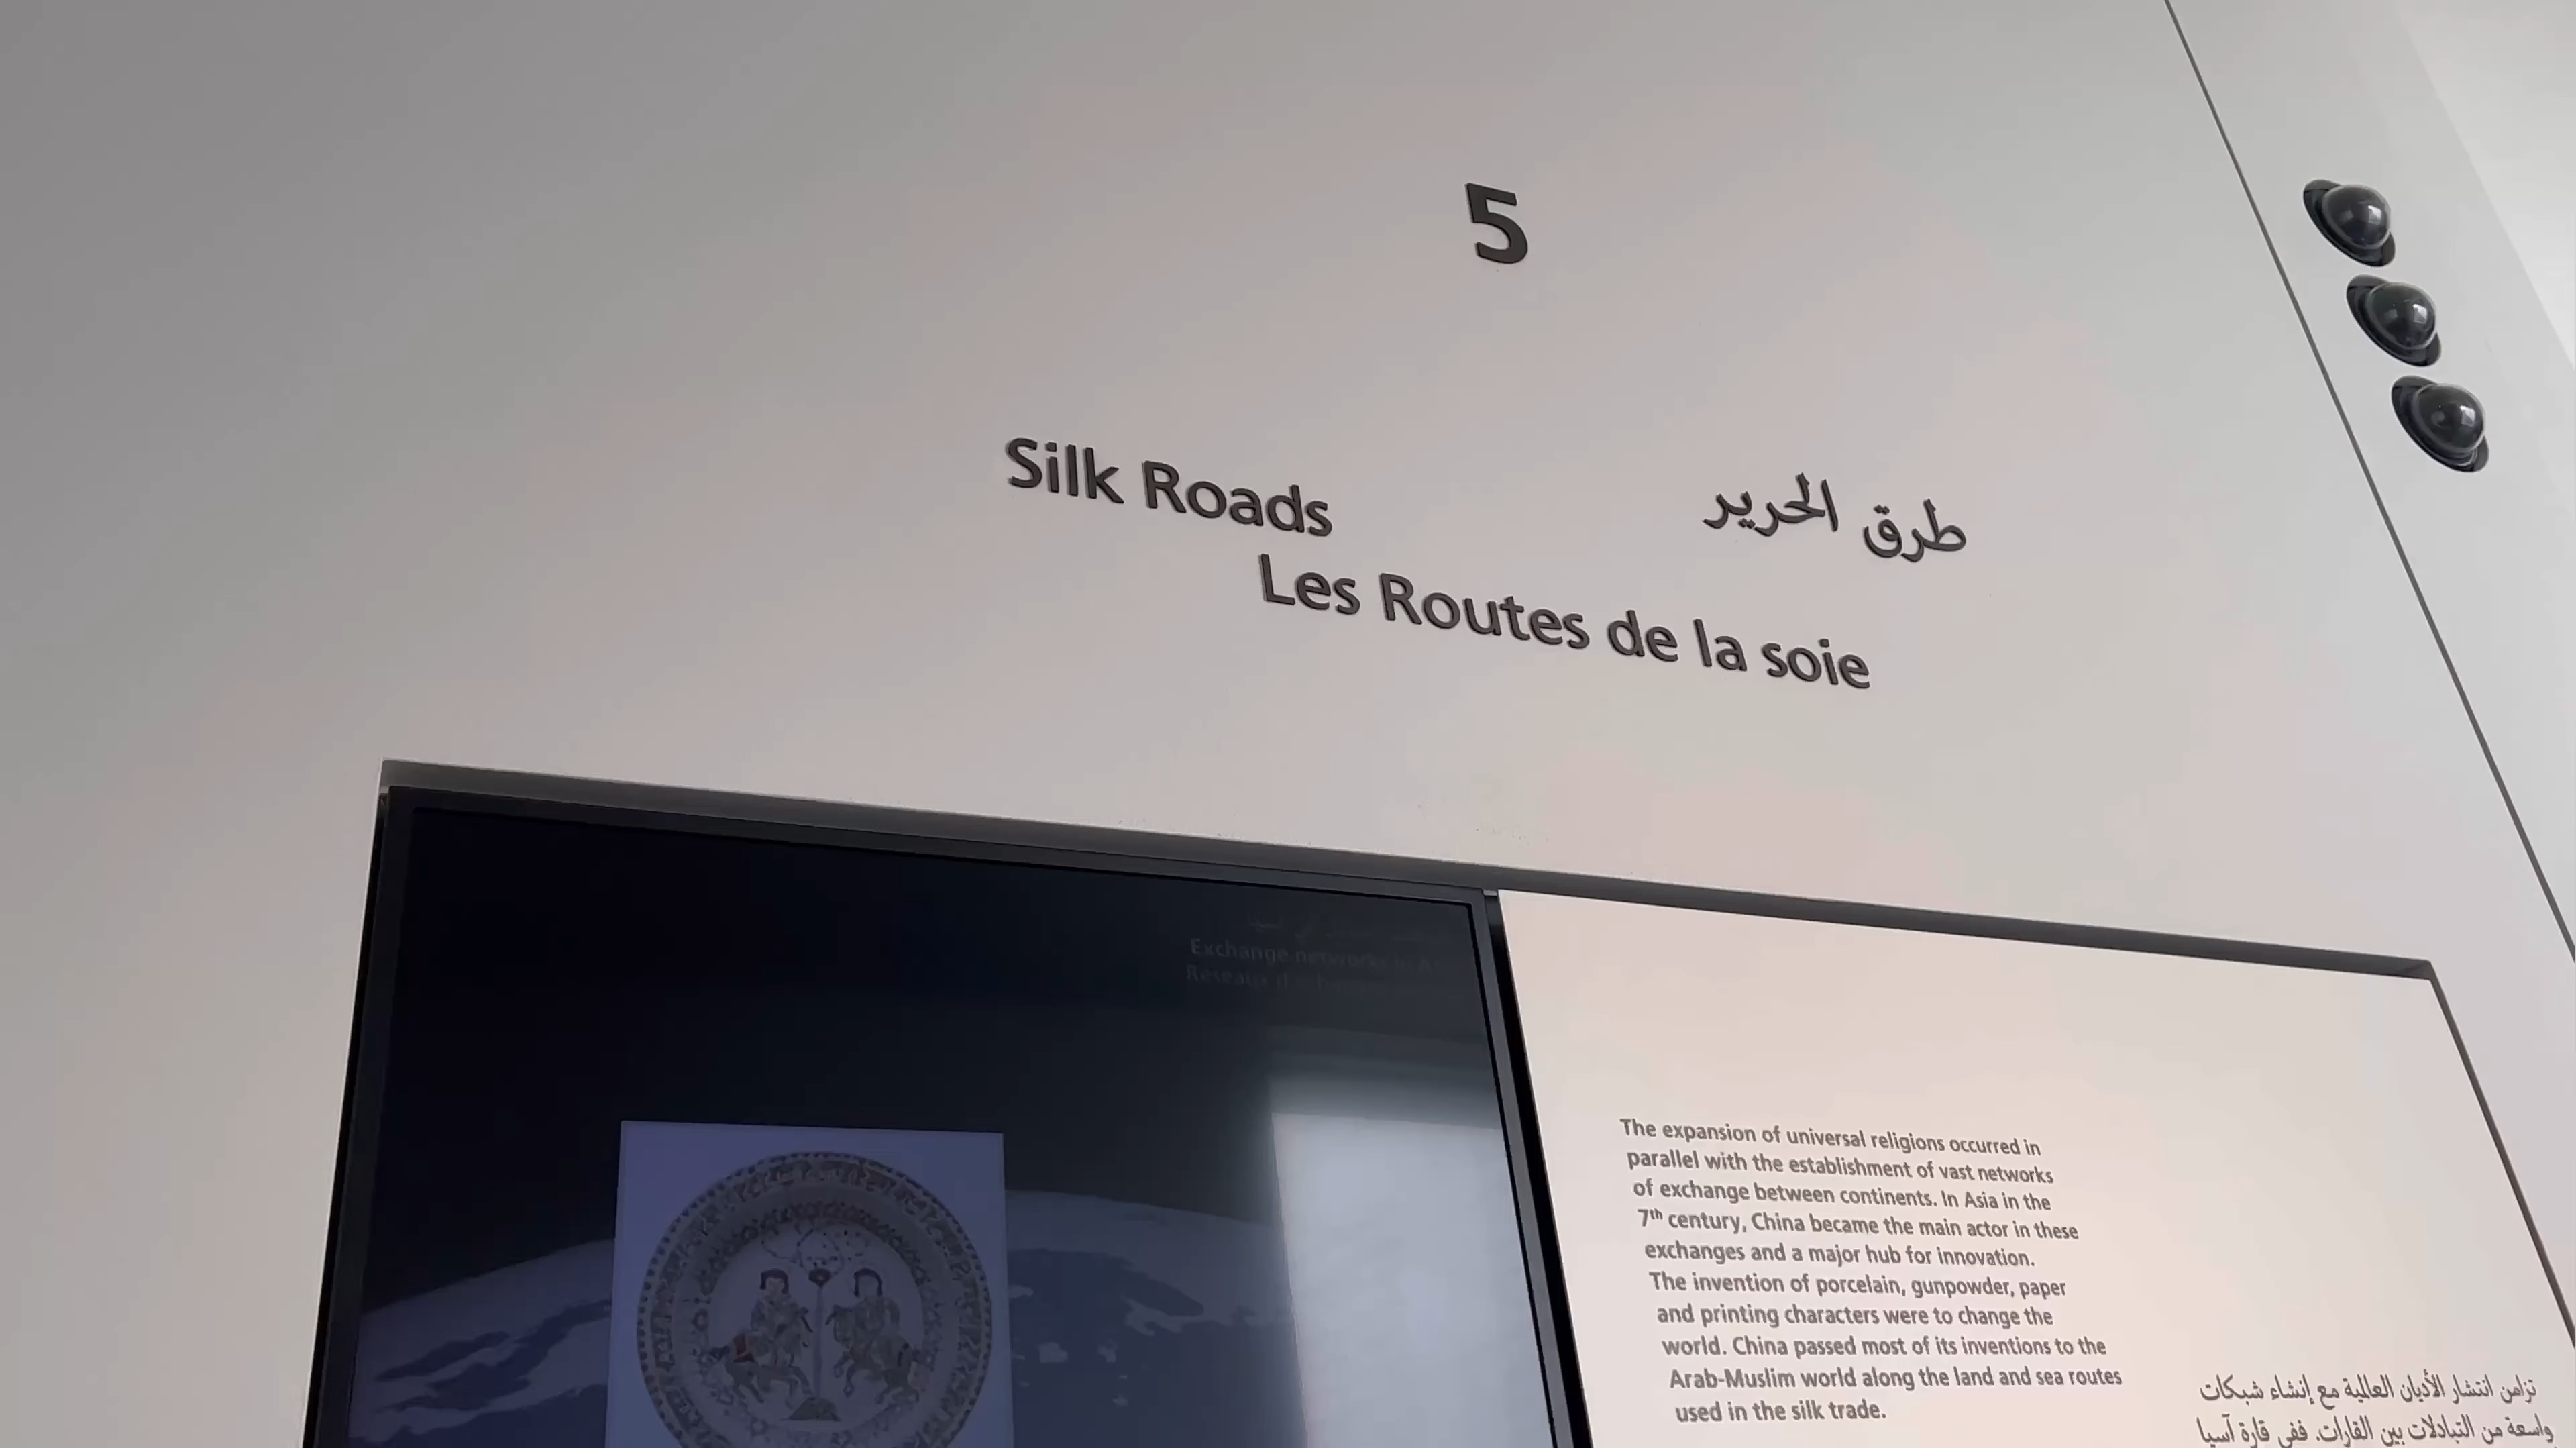 5
Silk Roads
طرق الحرير
Les Routes de la soie
Exchange networks in
Réseaux
The expansion of universal religions occurred in
parallel with the establishment of vast networks
of exchange between continents. In Asia in the
7th century, China became the main actor in these
exchanges and a major hub for innovation.
The invention of porcelain, gunpowder, paper
and printing characters were to change the
world. China passed most of its inventions to the
Arab-Muslim world along the land and sea routes
used in the silk trade.
تزامن انتشار الأديان العالمية مع إنشاء شبكات
واسعة من التبادلات بين القارات. ففي قارة آسيا